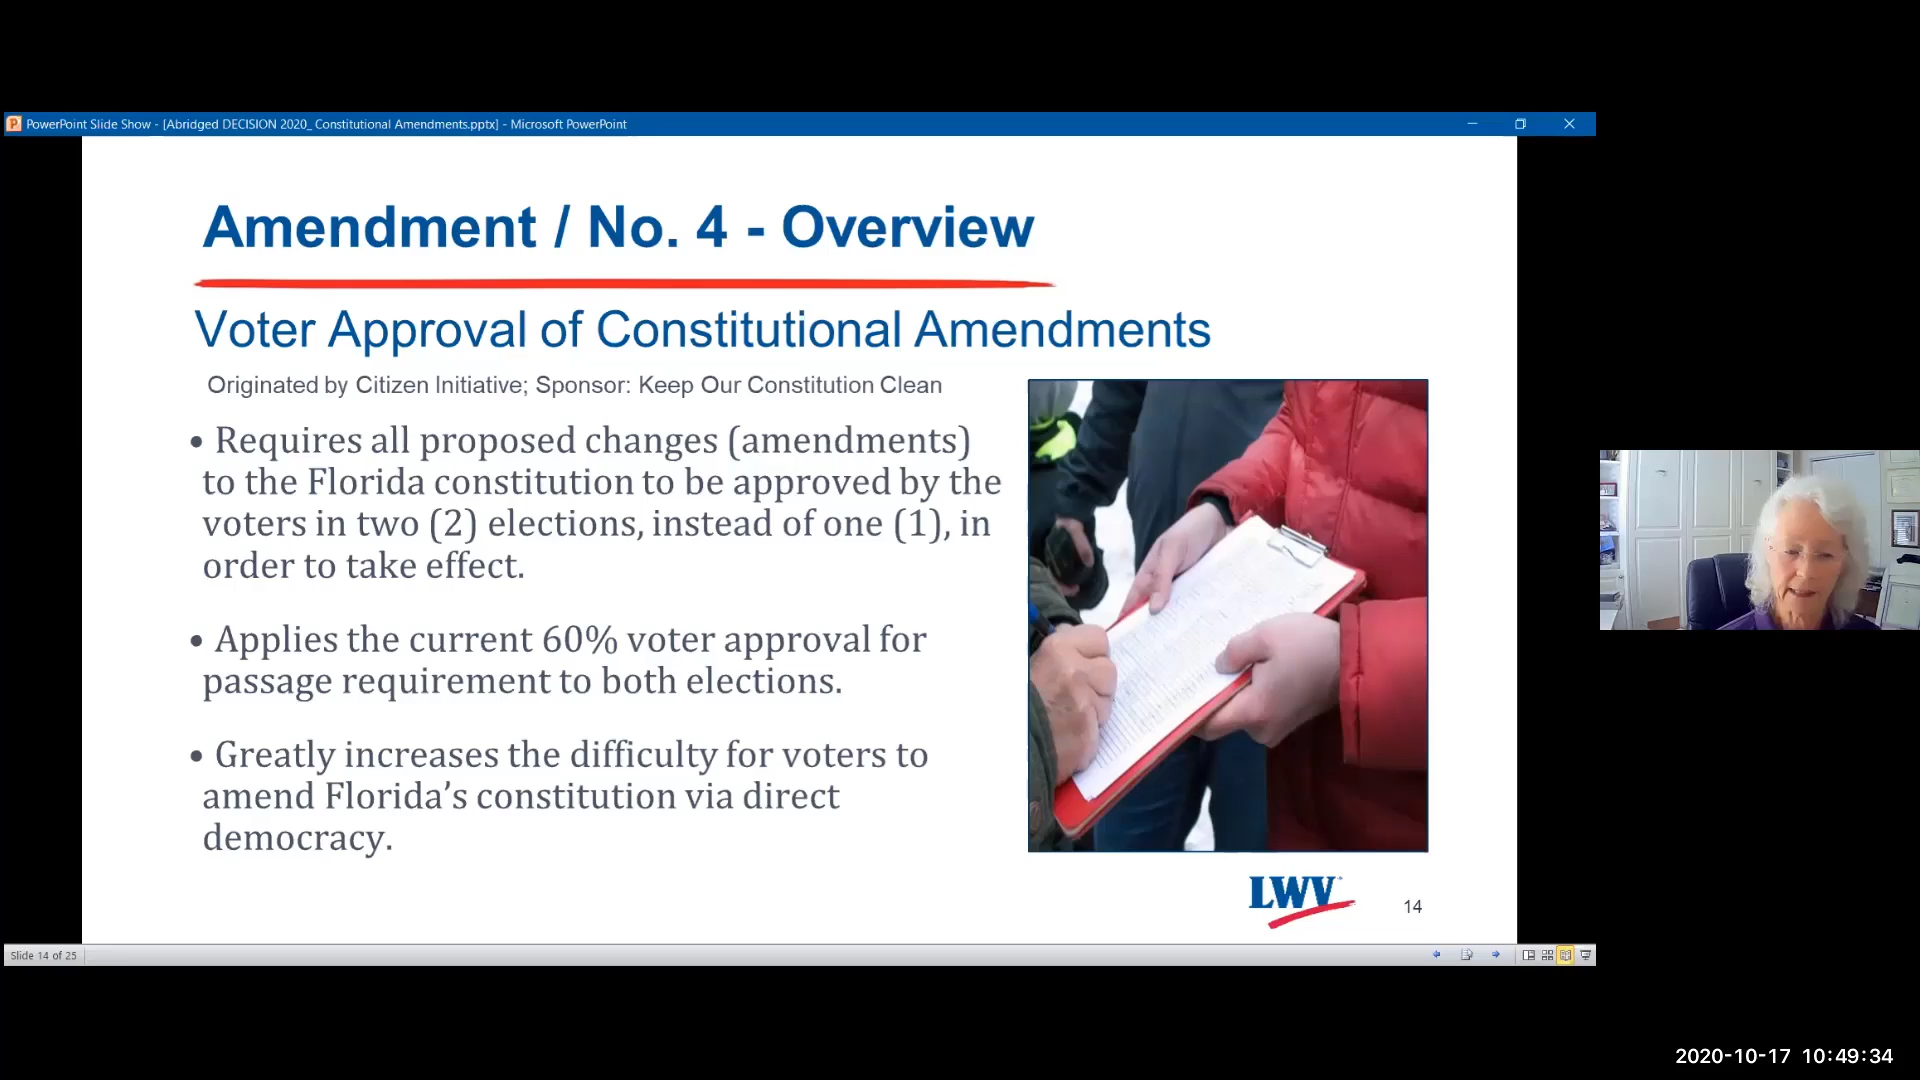 PowerPoint Slide Show - [Abridged DECISION 2020_ Constitutional Amendments.pptx] - Microsoft PowerPoint
Amendment / No. 4 - Overview
Voter Approval of Constitutional Amendments
Originated by Citizen Initiative; Sponsor: Keep Our Constitution Clean
• Requires all proposed changes (amendments)
to the Florida constitution to be approved by the
voters in two (2) elections, instead of one (1), in
order to take effect.
• Applies the current 60% voter approval for
passage requirement to both elections.
• Greatly increases the difficulty for voters to
amend Florida's constitution via direct
democracy.
LWV
14
Slide 14 of 25
2020-10-17 10:49:34